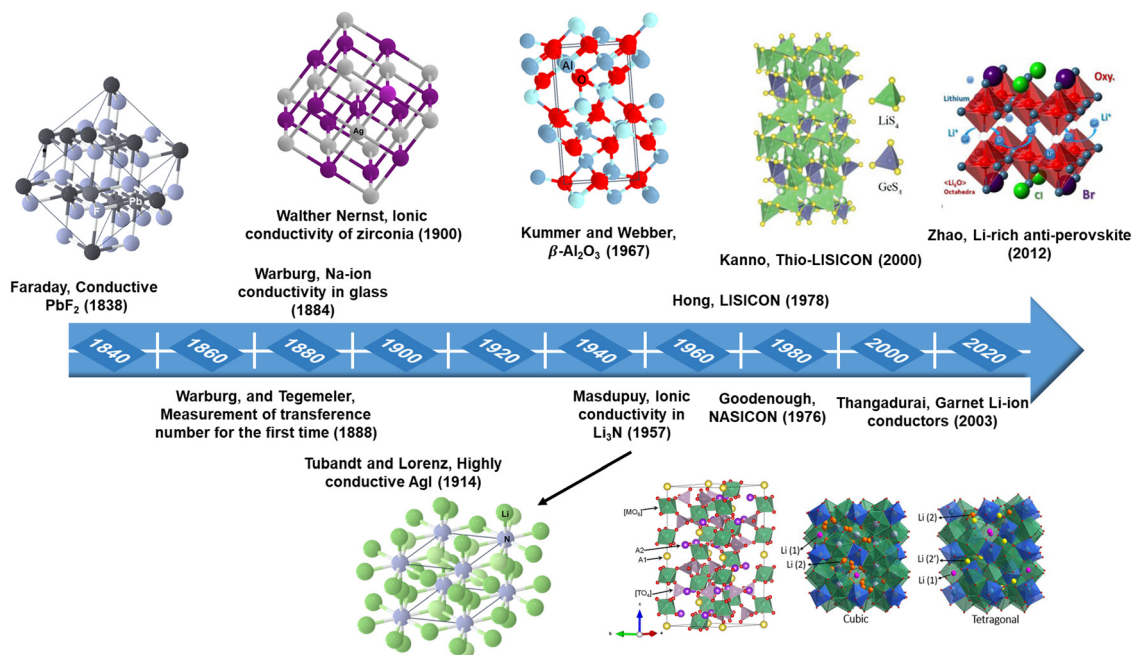 Al
O
Ag
F
Pb
LiS₄
GeS₄
Oxy.
Lithium
Li⁺
Li⁺
<Li₆O>
Octahedra
Cl
Br
Walther Nernst, Ionic
conductivity of zirconia (1900)
Kummer and Webber,
β-Al₂O₃ (1967)
Kanno, Thio-LISICON (2000)
Zhao, Li-rich anti-perovskite
(2012)
Faraday, Conductive
PbF₂ (1838)
Warburg, Na-ion
conductivity in glass
(1884)
Hong, LISICON (1978)
1840
1860
1880
1900
1920
1940
1960
1980
2000
2020
Warburg, and Tegemeler,
Measurement of transference
number for the first time (1888)
Masdupuy, Ionic
conductivity in
Li₃N (1957)
Goodenough,
NASICON (1976)
Thangadurai, Garnet Li-ion
conductors (2003)
Tubandt and Lorenz, Highly
conductive AgI
(1914)
Li
N
[MO₆]
A2
A1
[TO₄]
c
b
a
Li (1)
Li (2)
Cubic
Li (2)
Li (2')
Li (1)
Tetragonal